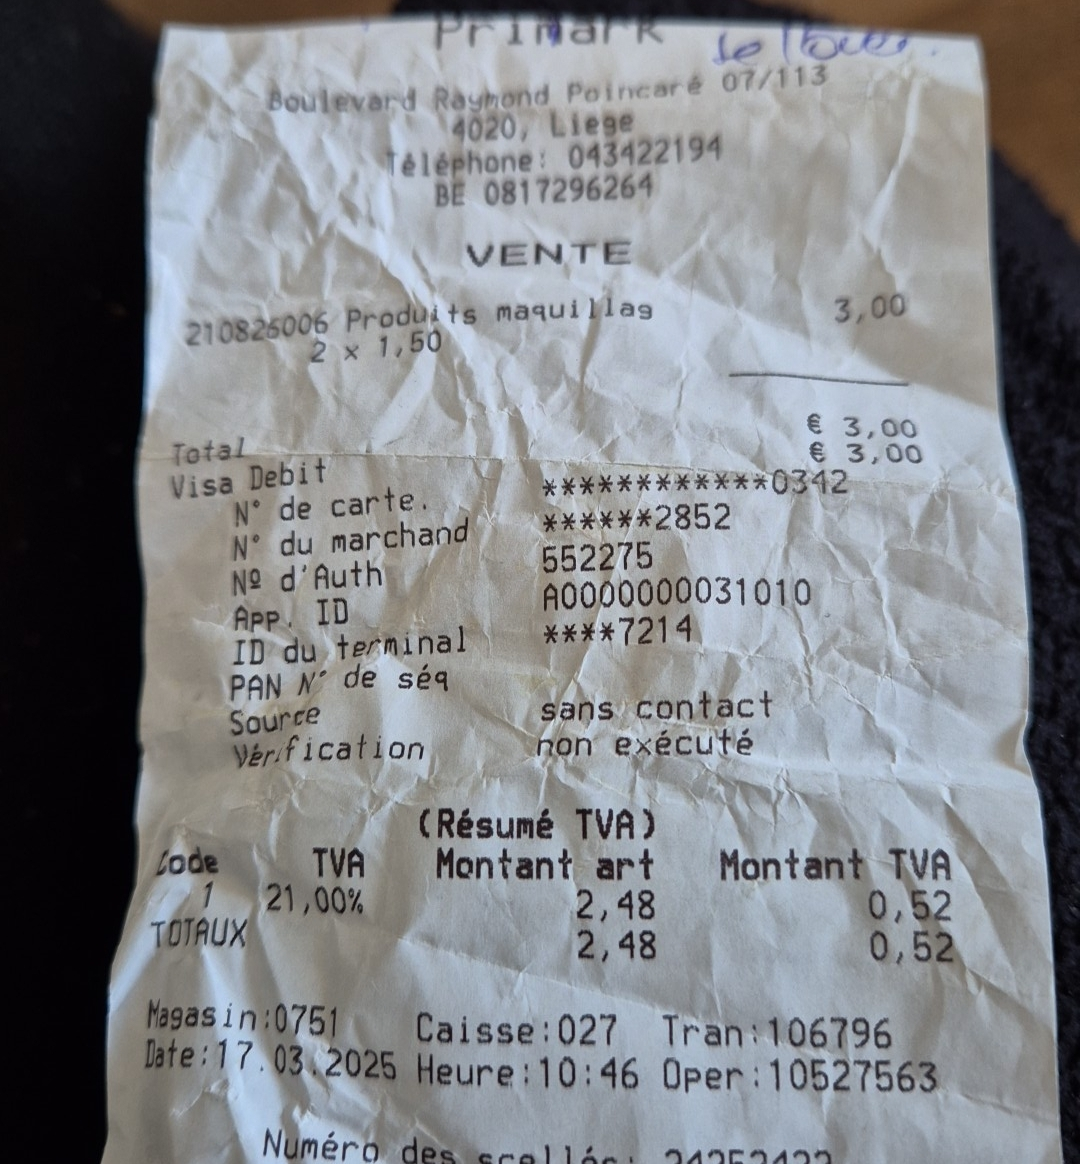 Primark
Boulevard Raymond Poincaré 07/113
4020, Liege
Téléphone: 043422194
BE 0817296264
VENTE
210826006 Produits maquillag 3,00
2 x 1,50
Total € 3,00
Visa Debit € 3,00
N° de carte. ************0342
N° du marchand ******2852
Nº d'Auth 552275
App. ID A0000000031010
ID du terminal ****7214
PAN N° de séq
Source sans contact
Vérification non exécuté
(Résumé TVA)
Code TVA Montant art Montant TVA
1 21,00% 2,48 0,52
TOTAUX 2,48 0,52
Magasin:0751 Caisse:027 Tran:106796
Date:17.03.2025 Heure:10:46 Oper:10527563
Numéro des scellés: